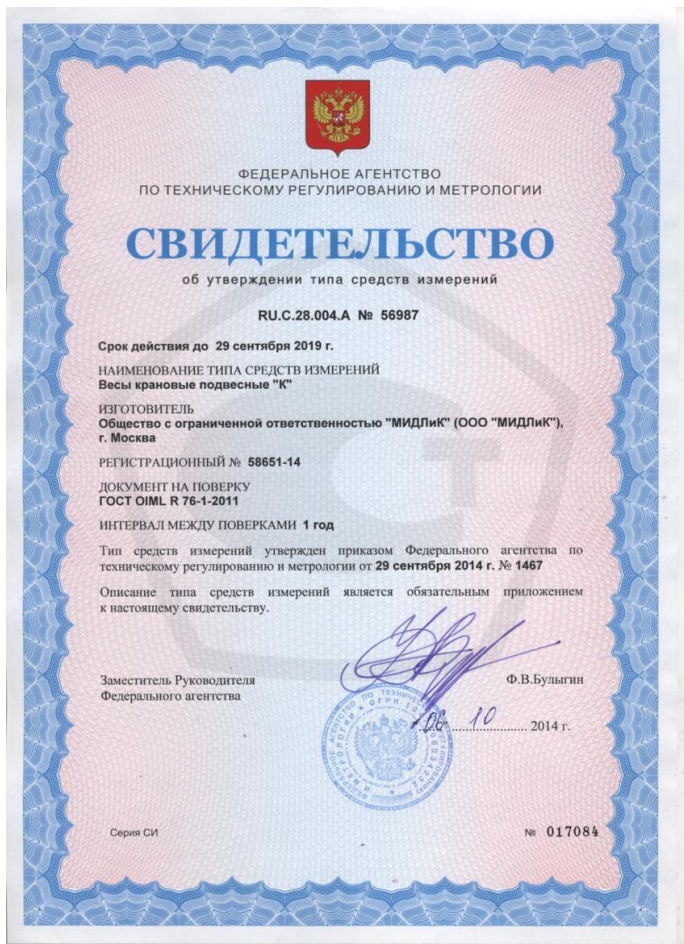 ФЕДЕРАЛЬНОЕ АГЕНТСТВО
ПО ТЕХНИЧЕСКОМУ РЕГУЛИРОВАНИЮ И МЕТРОЛОГИИ
СВИДЕТЕЛЬСТВО
об утверждении типа средств измерений
RU.C.28.004.A № 56987
Срок действия до 29 сентября 2019 г.
НАИМЕНОВАНИЕ ТИПА СРЕДСТВ ИЗМЕРЕНИЙ
Весы крановые подвесные "К"
ИЗГОТОВИТЕЛЬ
Общество с ограниченной ответственностью "МИДЛиК" (ООО "МИДЛиК"),
г. Москва
РЕГИСТРАЦИОННЫЙ № 58651-14
ДОКУМЕНТ НА ПОВЕРКУ
ГОСТ OIML R 76-1-2011
ИНТЕРВАЛ МЕЖДУ ПОВЕРКАМИ 1 год
Тип средств измерений утвержден приказом Федерального агентства по
техническому регулированию и метрологии от 29 сентября 2014 г. № 1467
Описание типа средств измерений является обязательным приложением
к настоящему свидетельству.
Заместитель Руководителя
Федерального агентства
Ф.В.Булыгин
"06" 10 2014 г.
Серия СИ
№ 017084